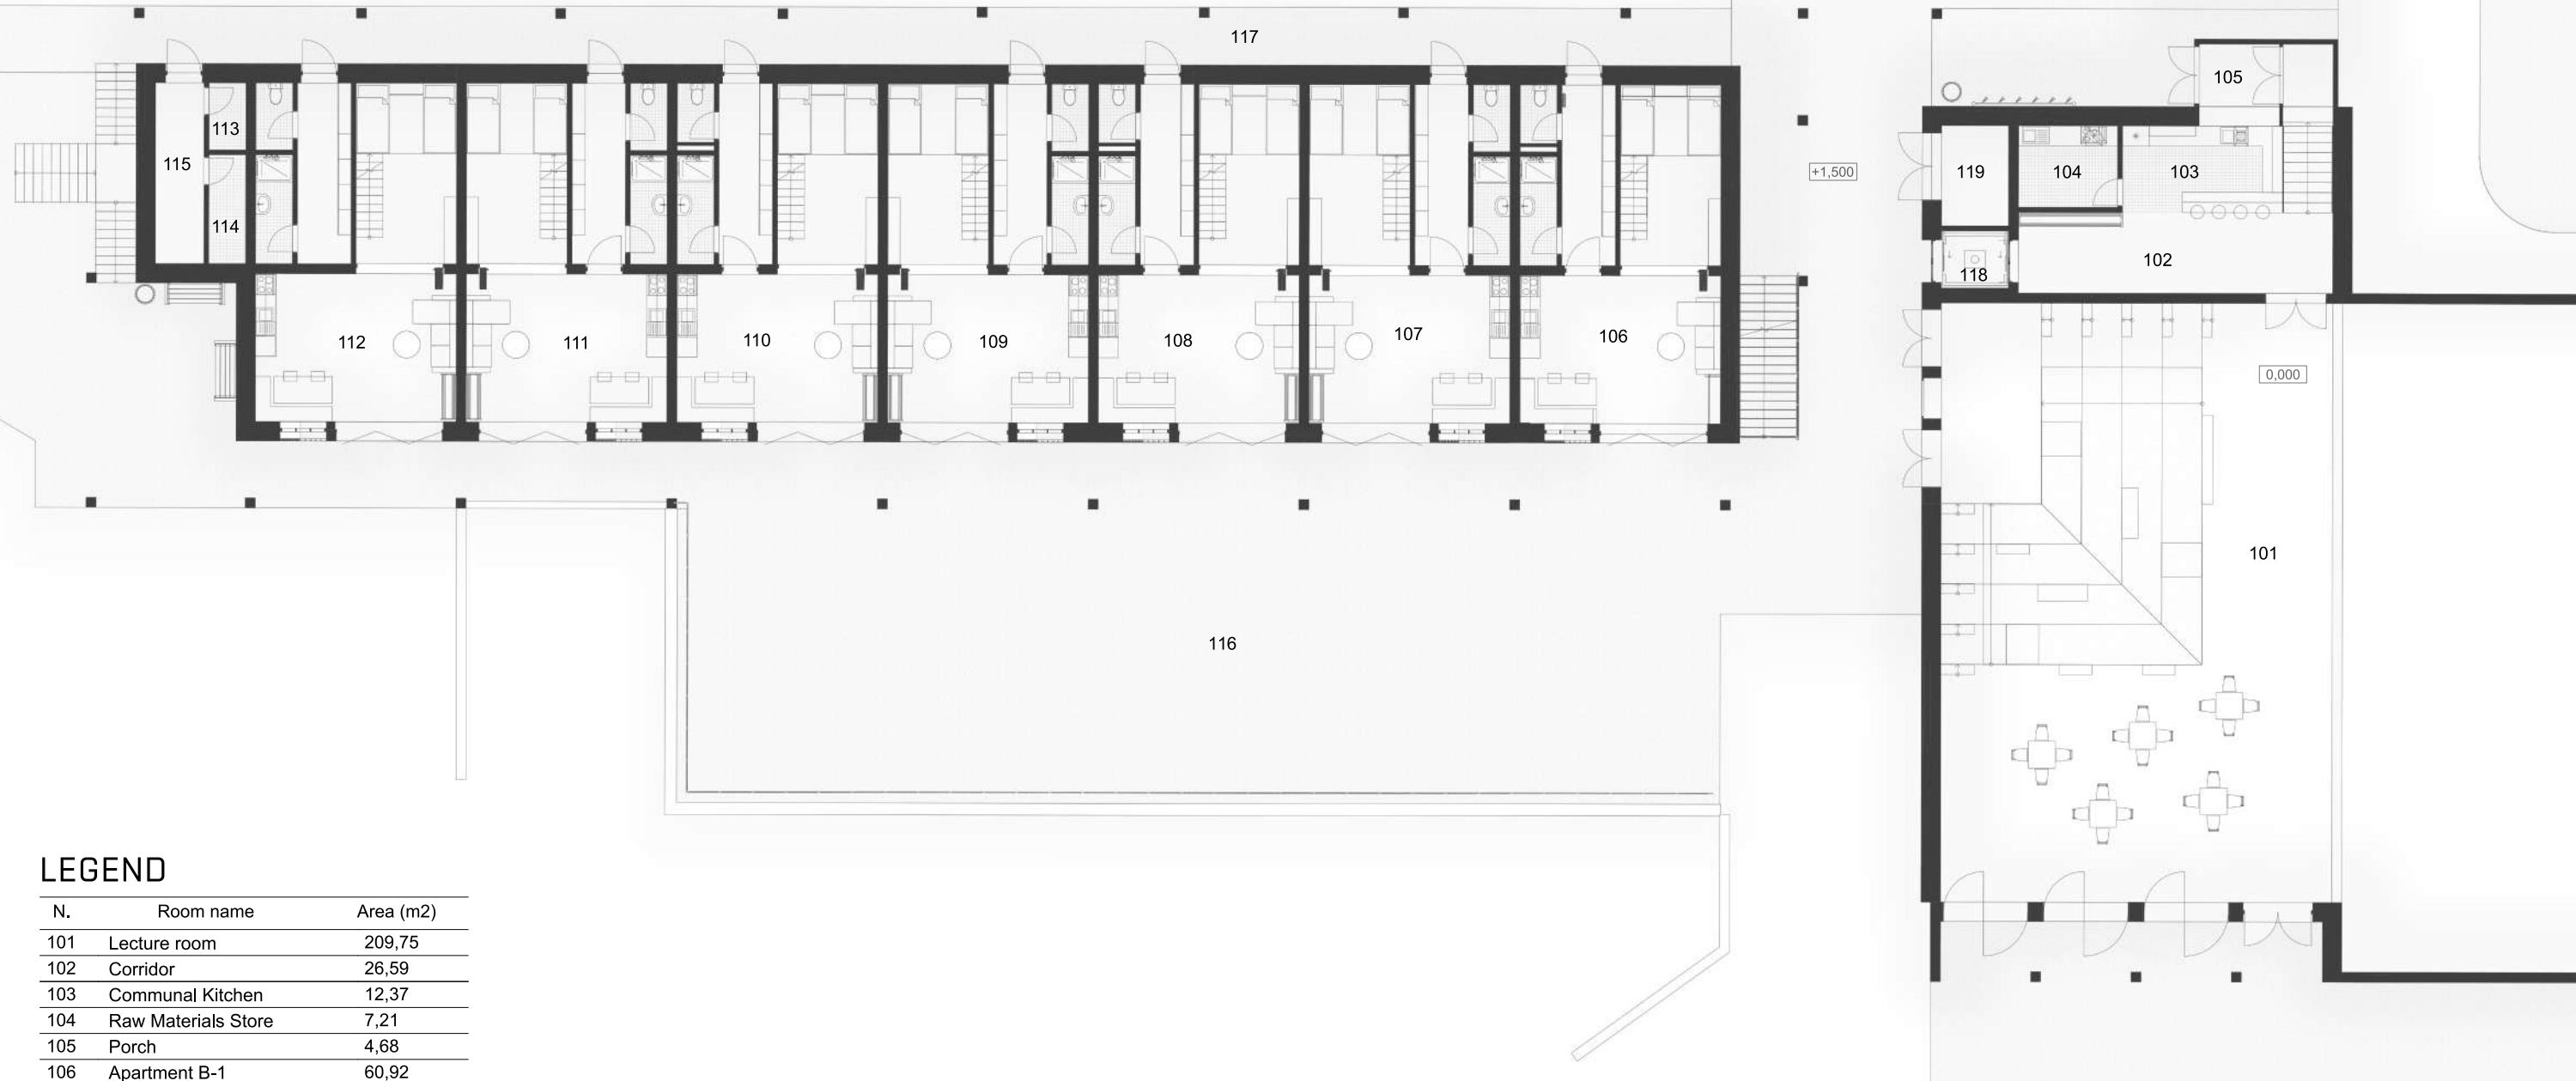 117
105
113
115
119
104
103
+1,500
114
102
118
112
111
110
109
108
107
106
0,000
101
116
LEGEND
N. Room name Area (m2)
101 Lecture room 209,75
102 Corridor 26,59
103 Communal Kitchen 12,37
104 Raw Materials Store 7,21
105 Porch 4,68
106 Apartment B-1 60,92